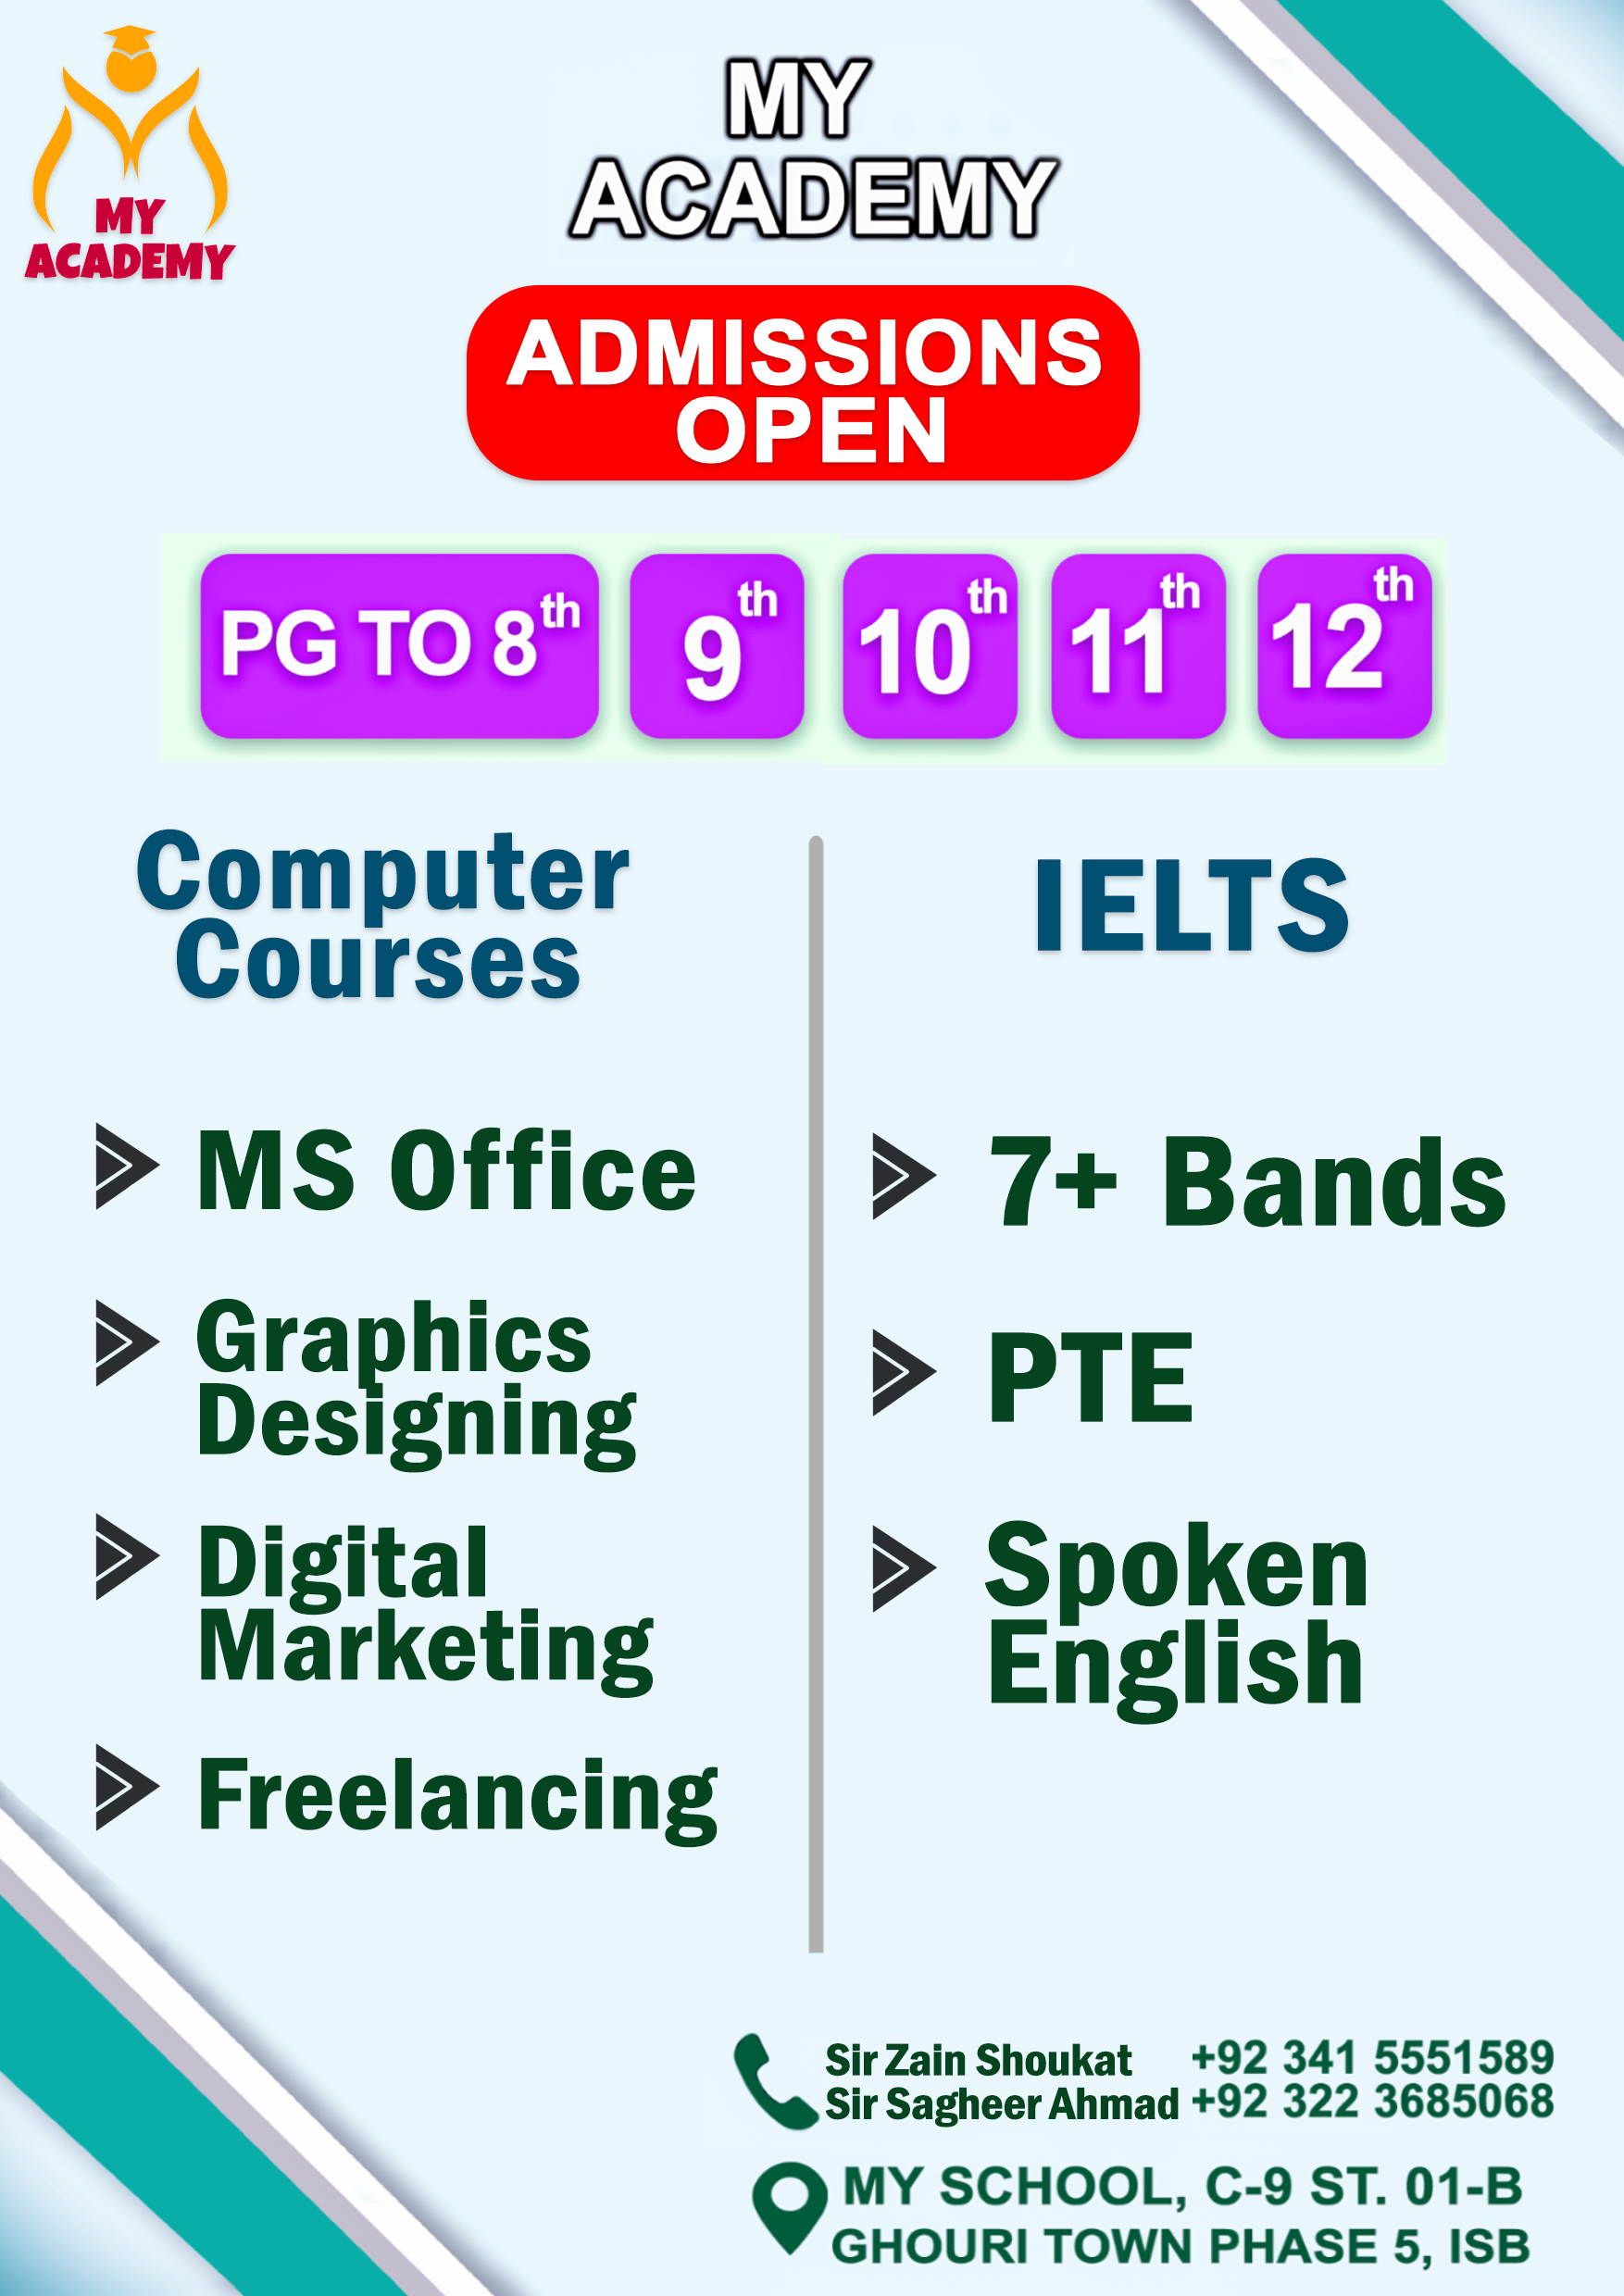 MY
ACADEMY
MY
ACADEMY
ADMISSIONS
OPEN
PG TO 8th 9th 10th 11th 12th
Computer
Courses
MS Office
Graphics
Designing
Digital
Marketing
Freelancing
IELTS
7+ Bands
PTE
Spoken
English
Sir Zain Shoukat +92 341 5551589
Sir Sagheer Ahmad +92 322 3685068
MY SCHOOL, C-9 ST. 01-B
GHOURI TOWN PHASE 5, ISB